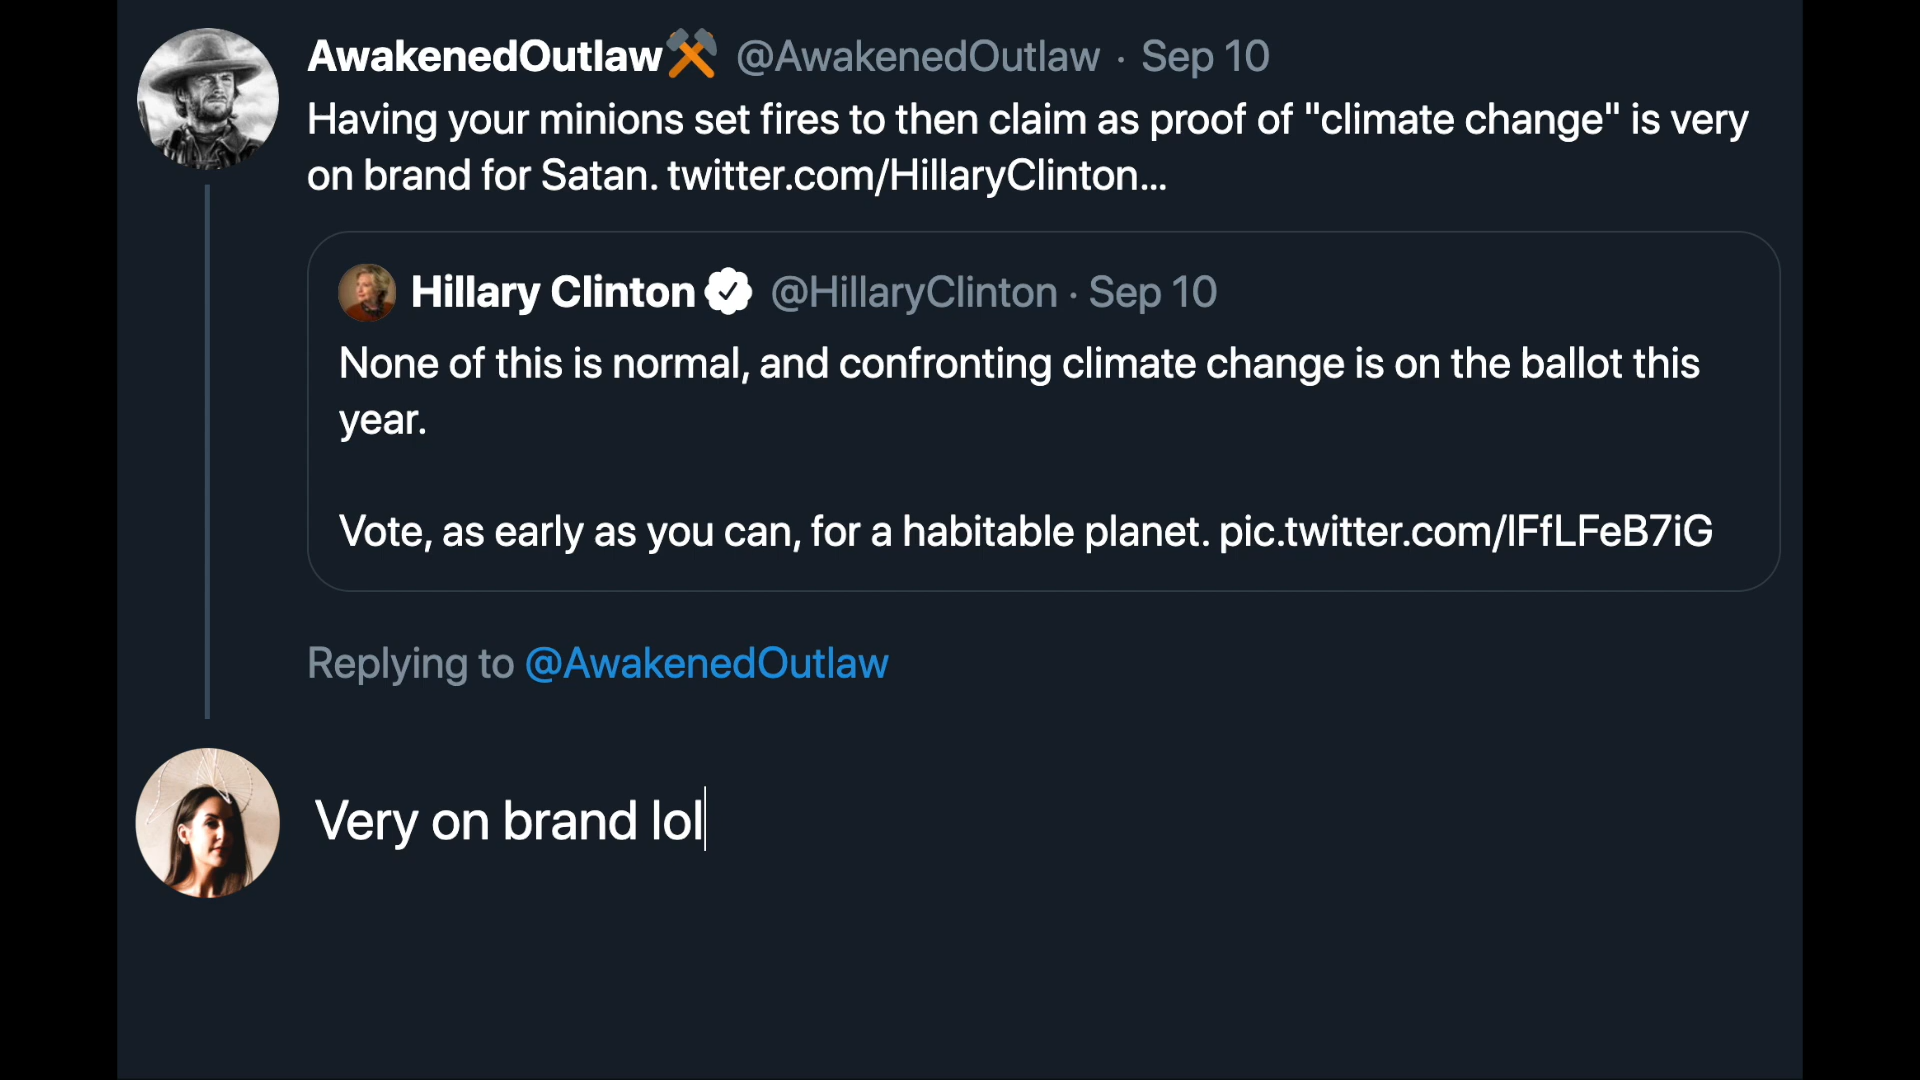 AwakenedOutlaw⚒️ @AwakenedOutlaw · Sep 10
Having your minions set fires to then claim as proof of "climate change" is very
on brand for Satan. twitter.com/HillaryClinton…
Hillary Clinton @HillaryClinton · Sep 10
None of this is normal, and confronting climate change is on the ballot this
year.
Vote, as early as you can, for a habitable planet. pic.twitter.com/lFfLFeB7iG
Replying to @AwakenedOutlaw
Very on brand lol